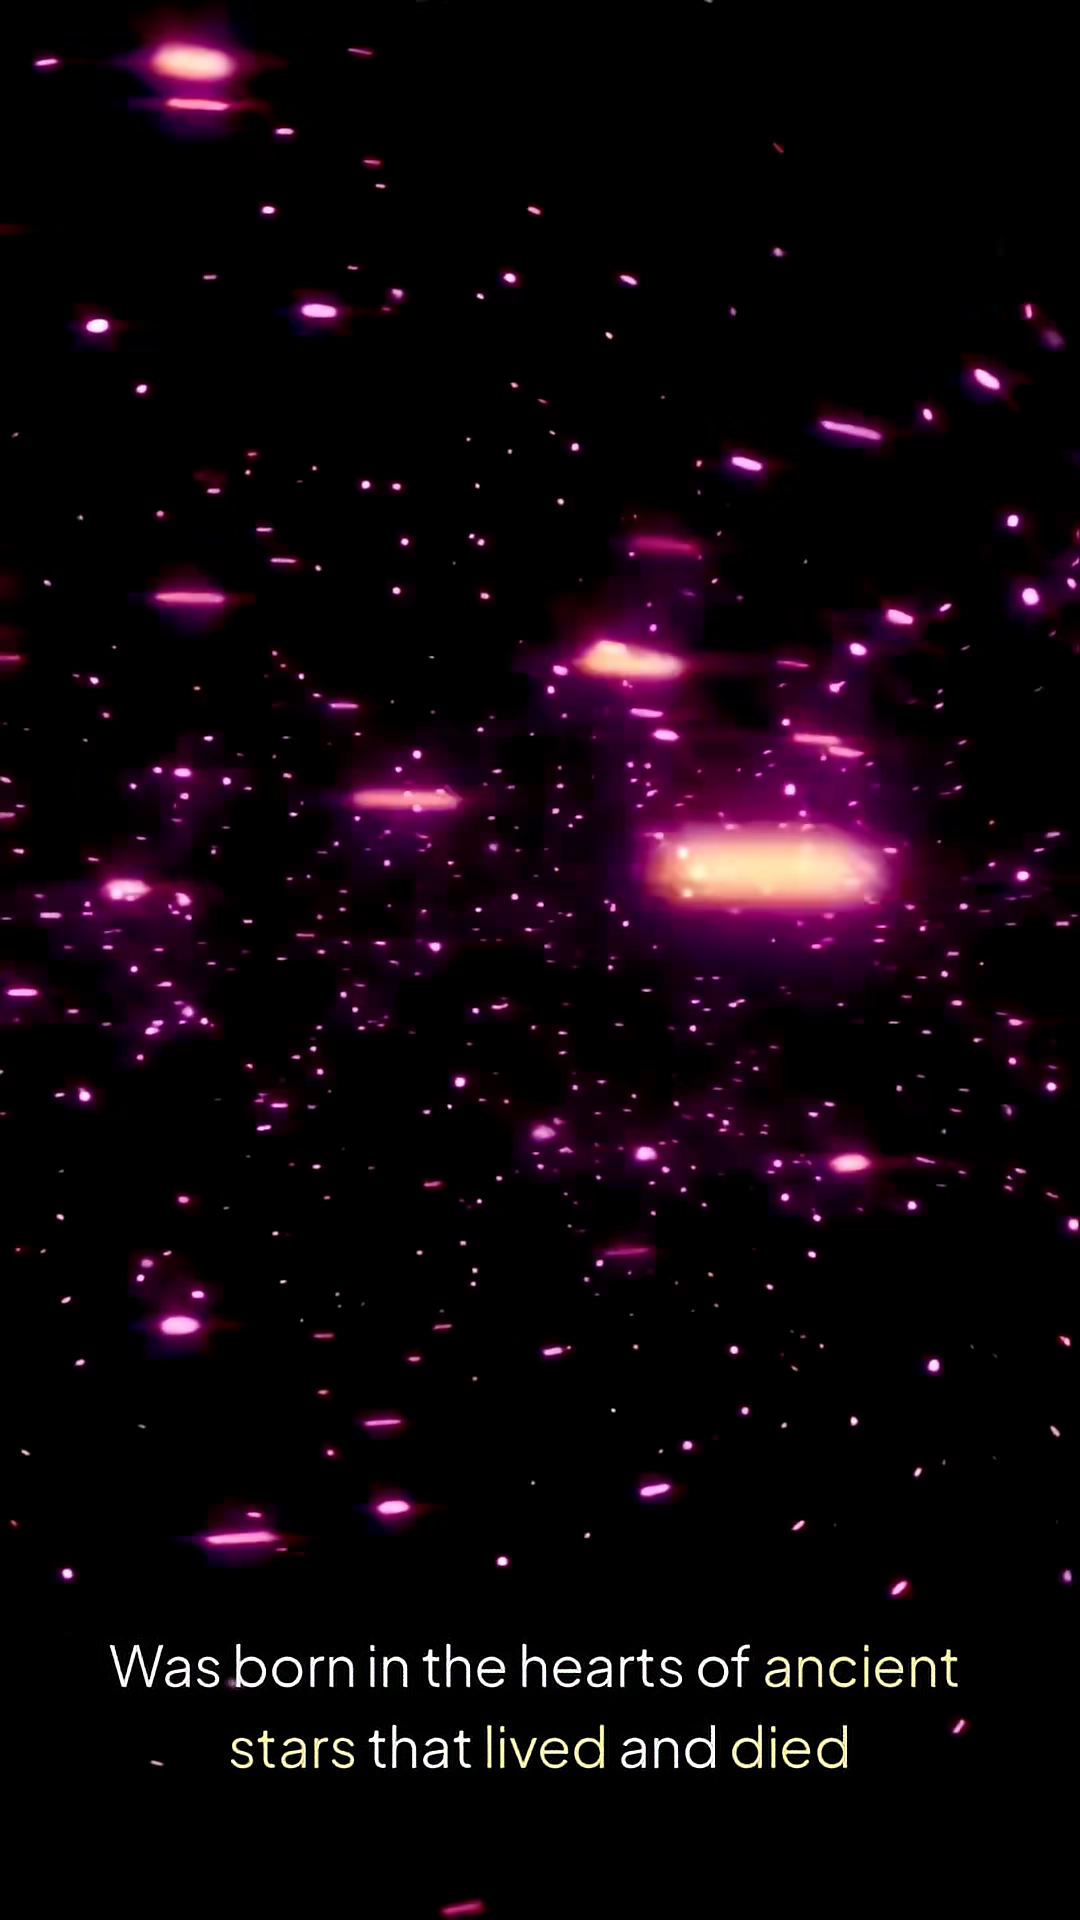 Was born in the hearts of ancient
stars that lived and died